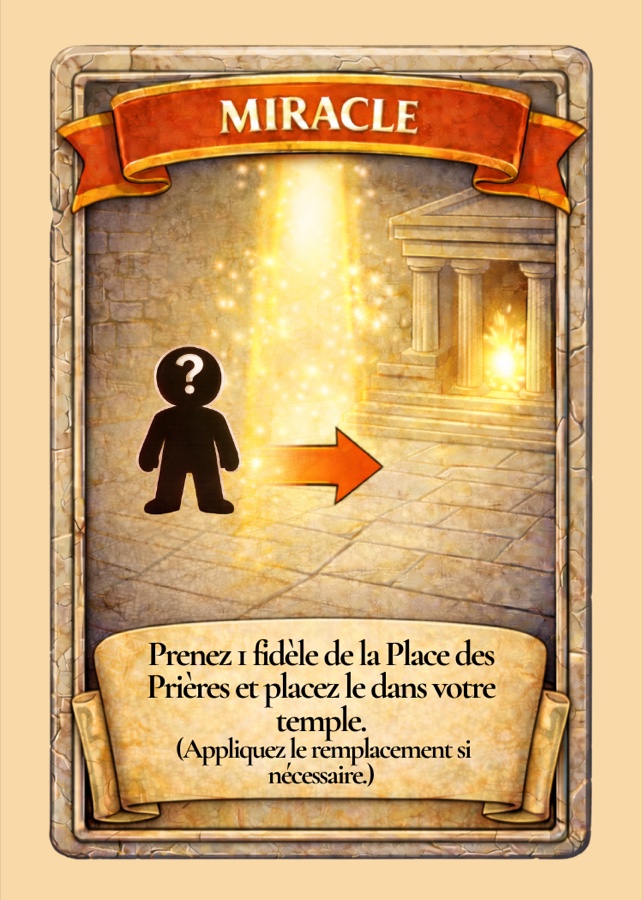 MIRACLE
?
Prenez 1 fidèle de la Place des
Prières et placez le dans votre
temple.
(Appliquez le remplacement si
nécessaire.)